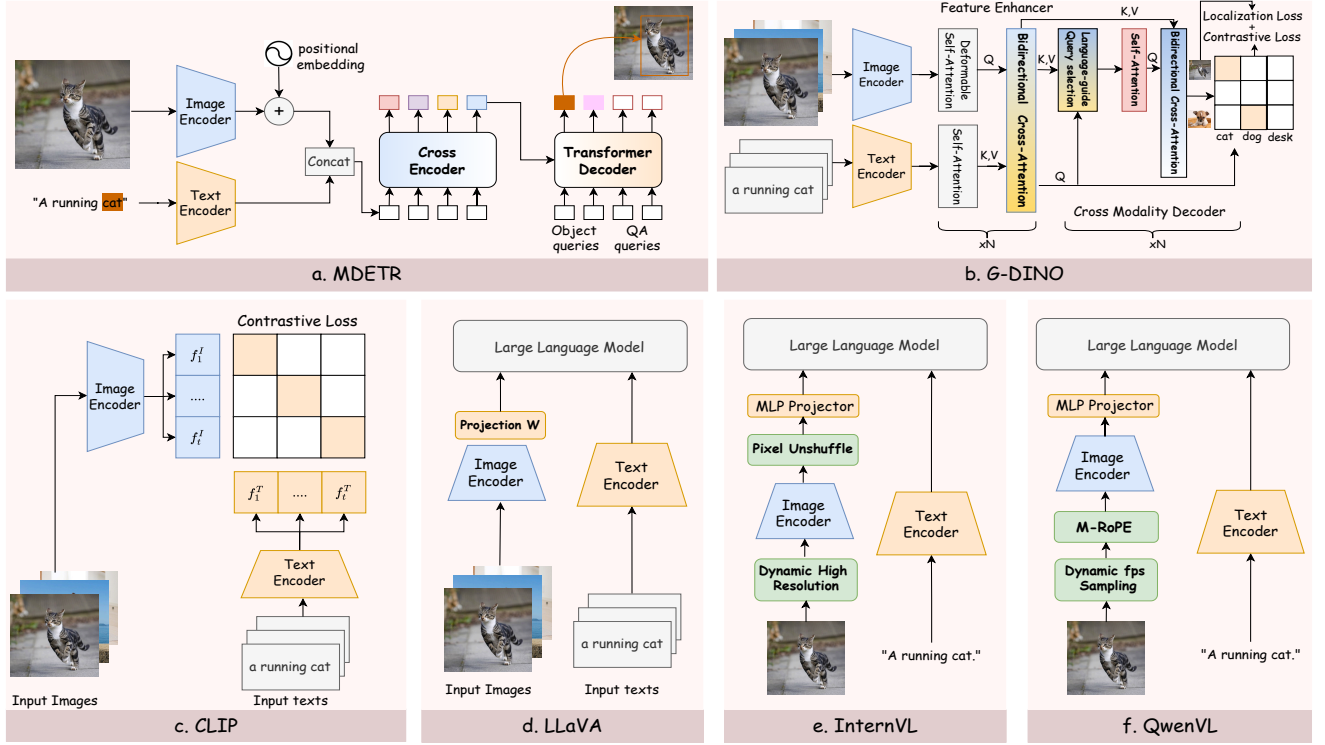 positional
embedding
+
Image
Encoder
"A running cat"
Text
Encoder
Concat
Cross
Encoder
Transformer
Decoder
Object
queries
QA
queries
a. MDETR
Feature Enhancer
K,V
Localization Loss
+
Contrastive Loss
Image
Encoder
Deformable
Self-Attention
Q
Bidirectional Cross-Attention
K,V
Language-guide
Query selection
Self-Attention
Q
Bidirectional Cross-Attention
a running cat
Text
Encoder
Self-Attention
K,V
Q
cat dog desk
Cross Modality Decoder
xN
xN
b. G-DINO
Contrastive Loss
Image
Encoder
f_1^I
....
f_t^I
f_1^T .... f_t^T
Text
Encoder
a running cat
Input Images
Input texts
c. CLIP
Large Language Model
Projection W
Image
Encoder
Text
Encoder
a running cat
Input Images
Input texts
d. LLaVA
Large Language Model
MLP Projector
Pixel Unshuffle
Image
Encoder
Text
Encoder
Dynamic High
Resolution
"A running cat."
e. InternVL
Large Language Model
MLP Projector
Image
Encoder
M-RoPE
Text
Encoder
Dynamic fps
Sampling
"A running cat."
f. QwenVL